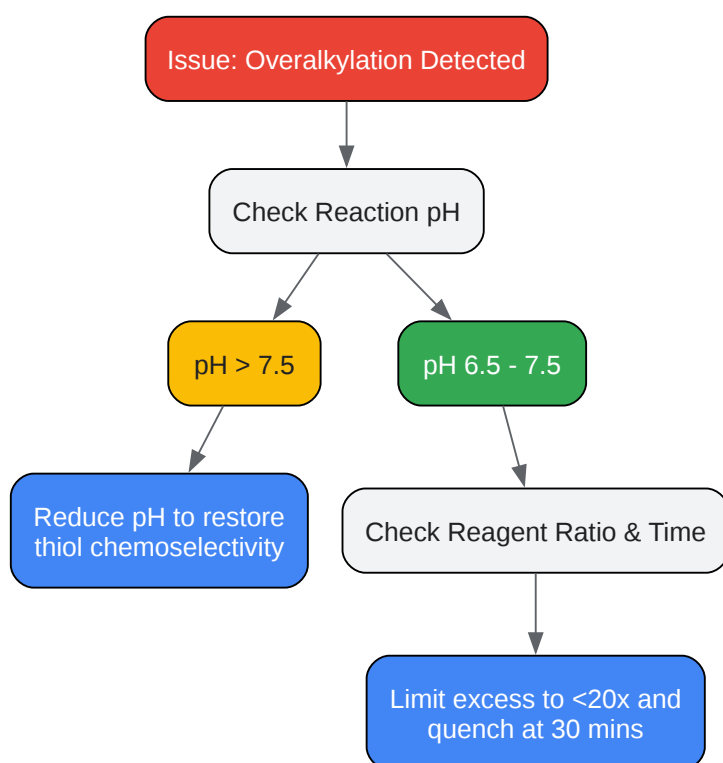 Issue: Overalkylation Detected
Check Reaction pH
pH > 7.5
pH 6.5 - 7.5
Reduce pH to restore
thiol chemoselectivity
Check Reagent Ratio & Time
Limit excess to <20x and
quench at 30 mins